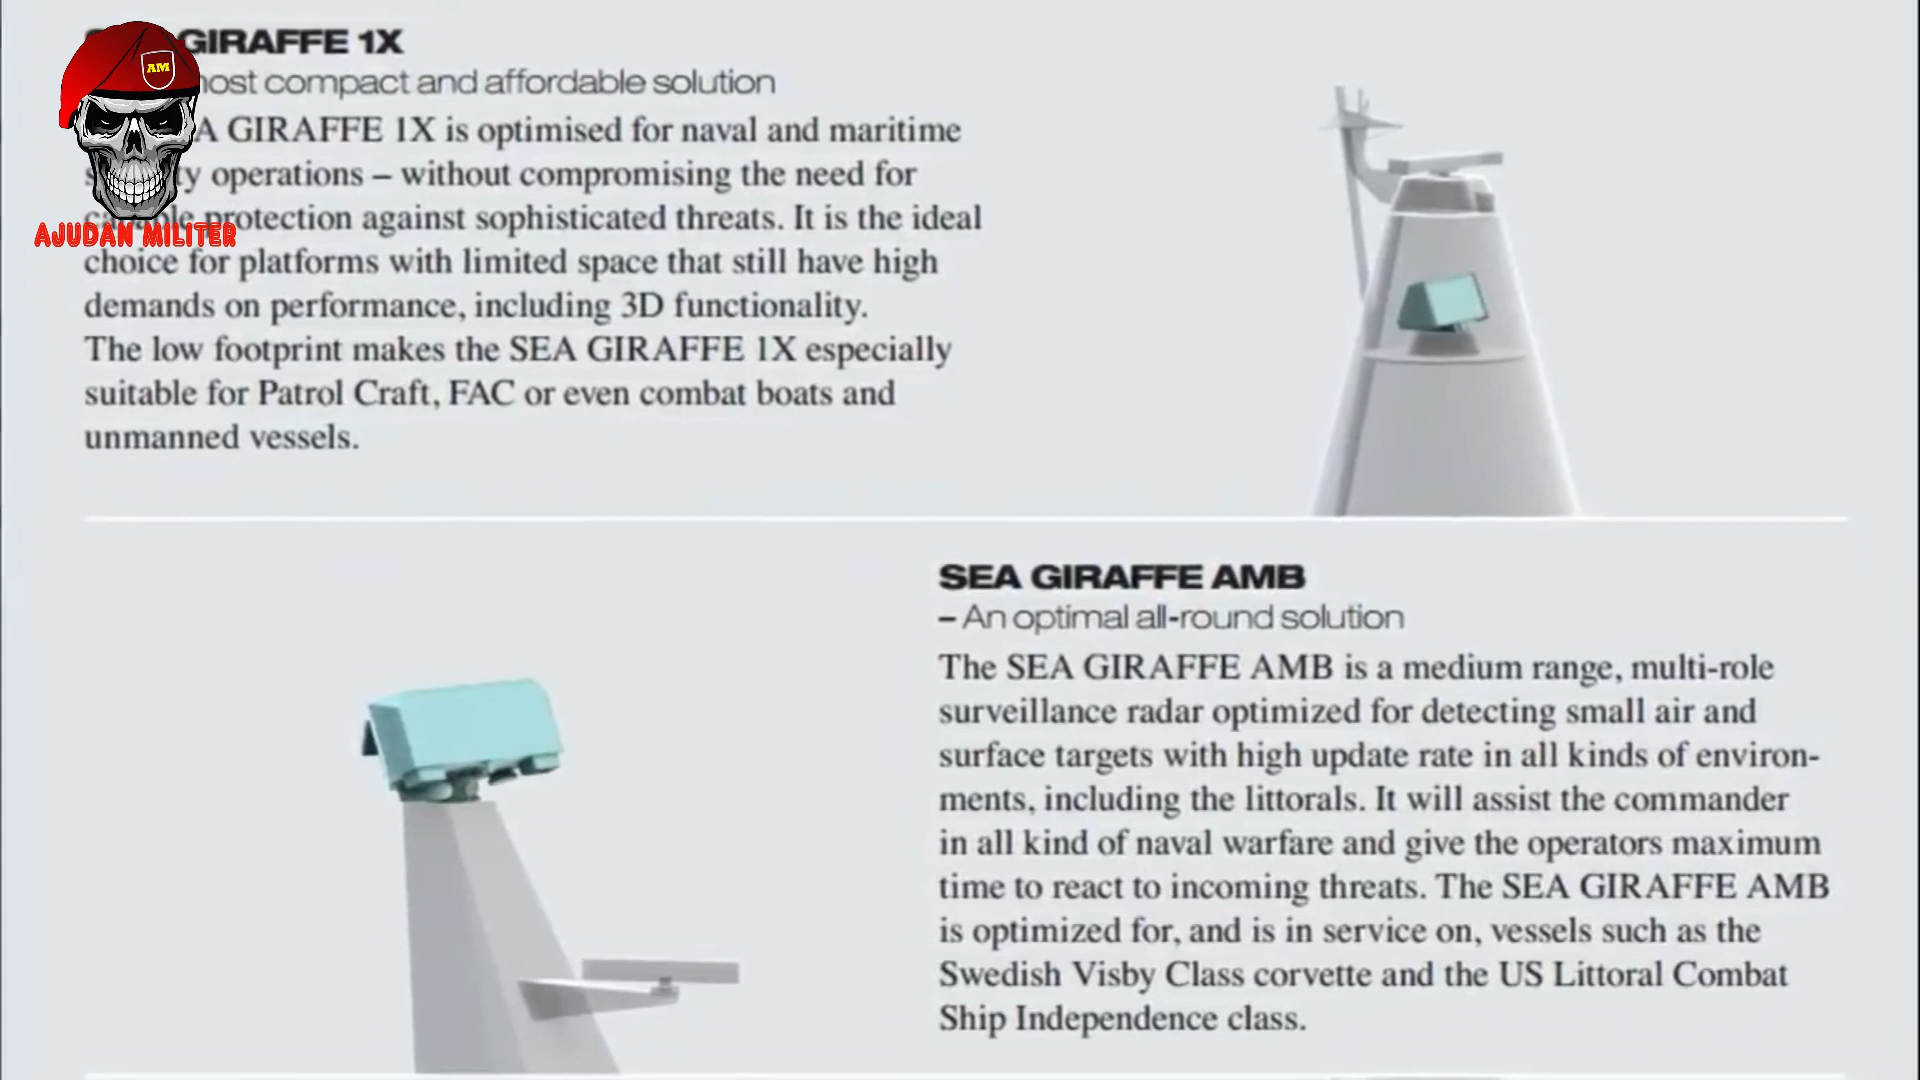 GIRAFFE 1X
most compact and affordable solution
AM
GIRAFFE 1X is optimised for naval and maritime
operations – without compromising the need for
protection against sophisticated threats. It is the ideal
AJUDAN MILITER
choice for platforms with limited space that still have high
demands on performance, including 3D functionality.
The low footprint makes the SEA GIRAFFE 1X especially
suitable for Patrol Craft, FAC or even combat boats and
unmanned vessels.
SEA GIRAFFE AMB
– An optimal all-round solution
The SEA GIRAFFE AMB is a medium range, multi-role
surveillance radar optimized for detecting small air and
surface targets with high update rate in all kinds of environ-
ments, including the littorals. It will assist the commander
in all kind of naval warfare and give the operators maximum
time to react to incoming threats. The SEA GIRAFFE AMB
is optimized for, and is in service on, vessels such as the
Swedish Visby Class corvette and the US Littoral Combat
Ship Independence class.